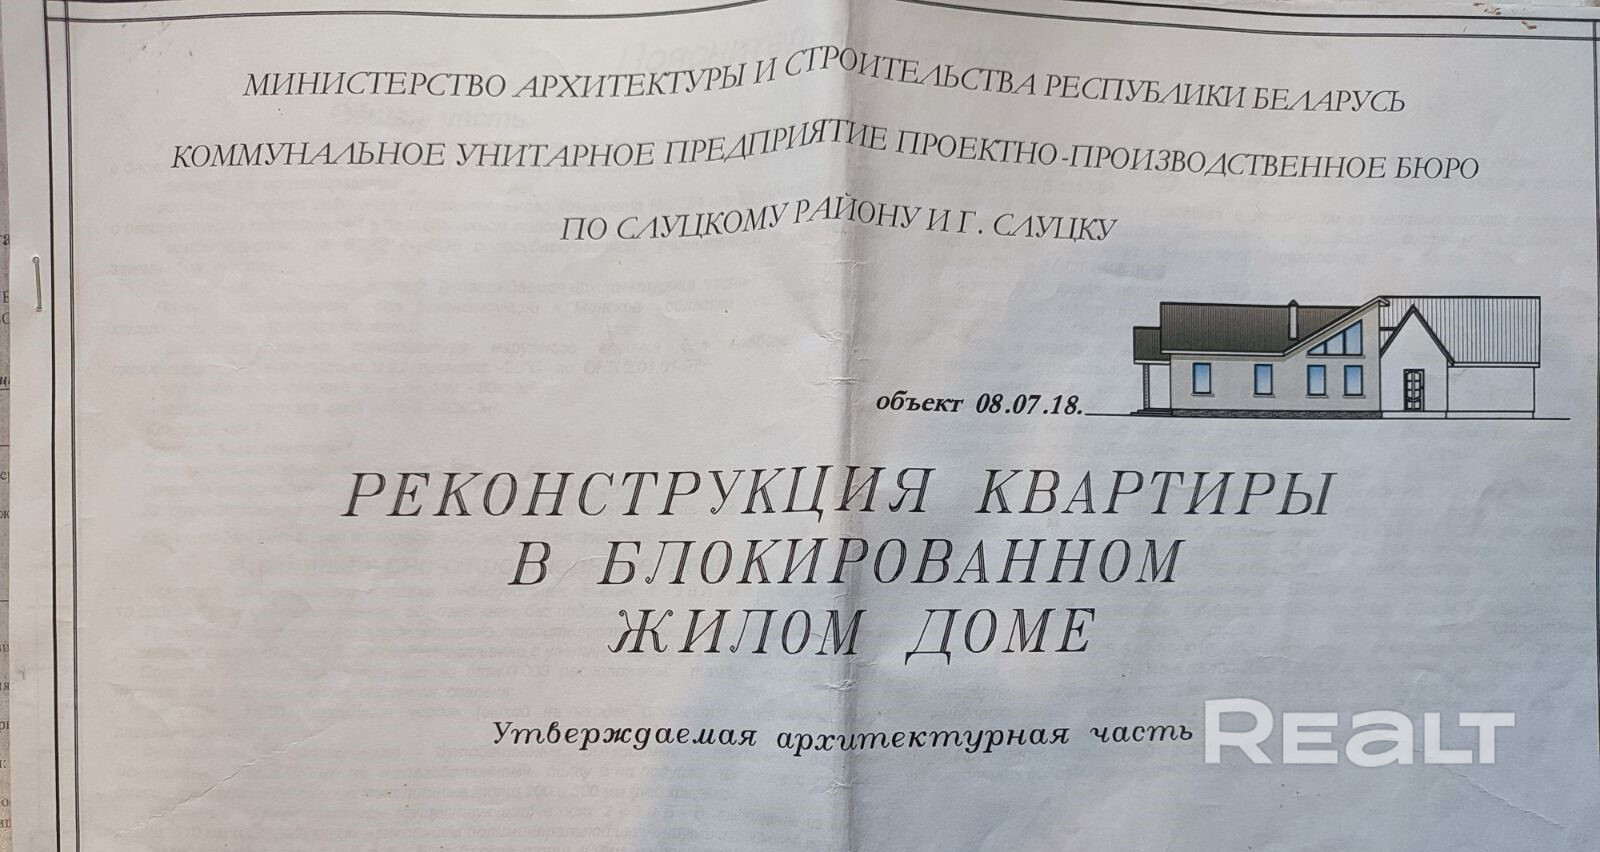 МИНИСТЕРСТВО АРХИТЕКТУРЫ И СТРОИТЕЛЬСТВА РЕСПУБЛИКИ БЕЛАРУСЬ
КОММУНАЛЬНОЕ УНИТАРНОЕ ПРЕДПРИЯТИЕ ПРОЕКТНО-ПРОИЗВОДСТВЕННОЕ БЮРО
ПО СЛУЦКОМУ РАЙОНУ И Г. СЛУЦКУ
объект 08.07.18.
РЕКОНСТРУКЦИЯ КВАРТИРЫ
В БЛОКИРОВАННОМ
ЖИЛОМ ДОМЕ
Утверждаемая архитектурная часть
REALT